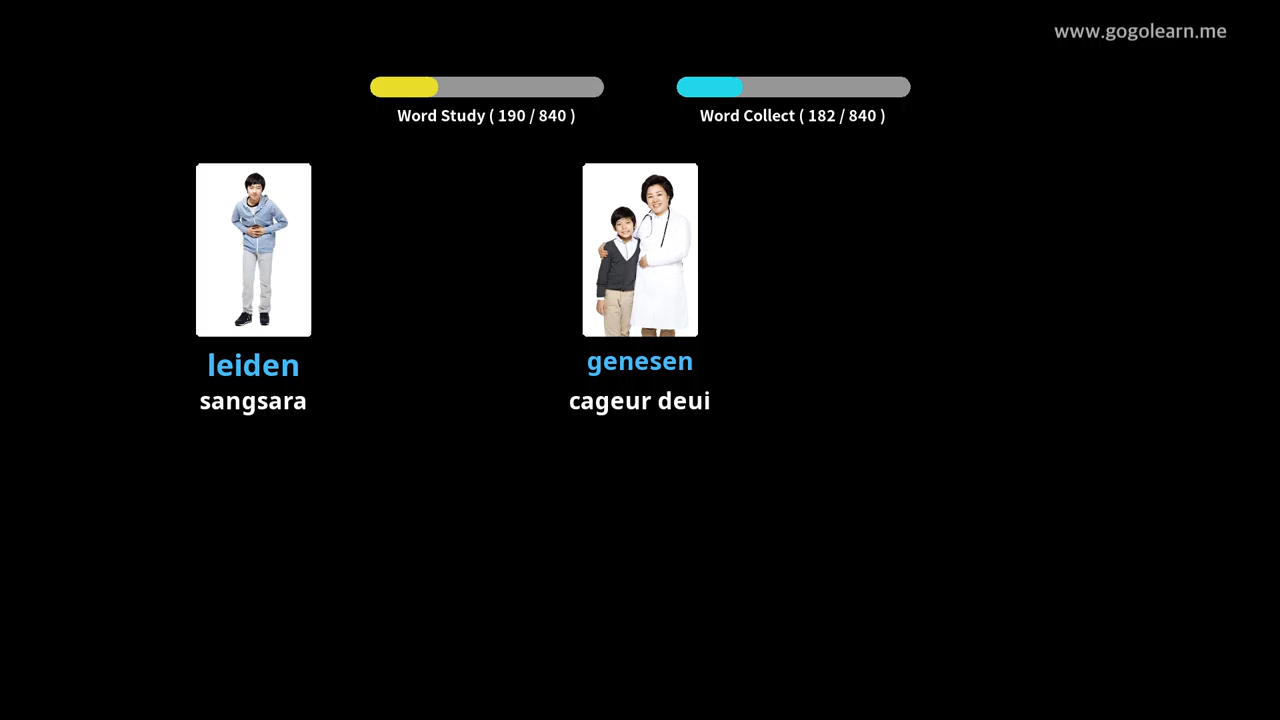 www.gogolearn.me
Word Study ( 190 / 840 )
Word Collect ( 182 / 840 )
leiden
sangsara
genesen
cageur deui